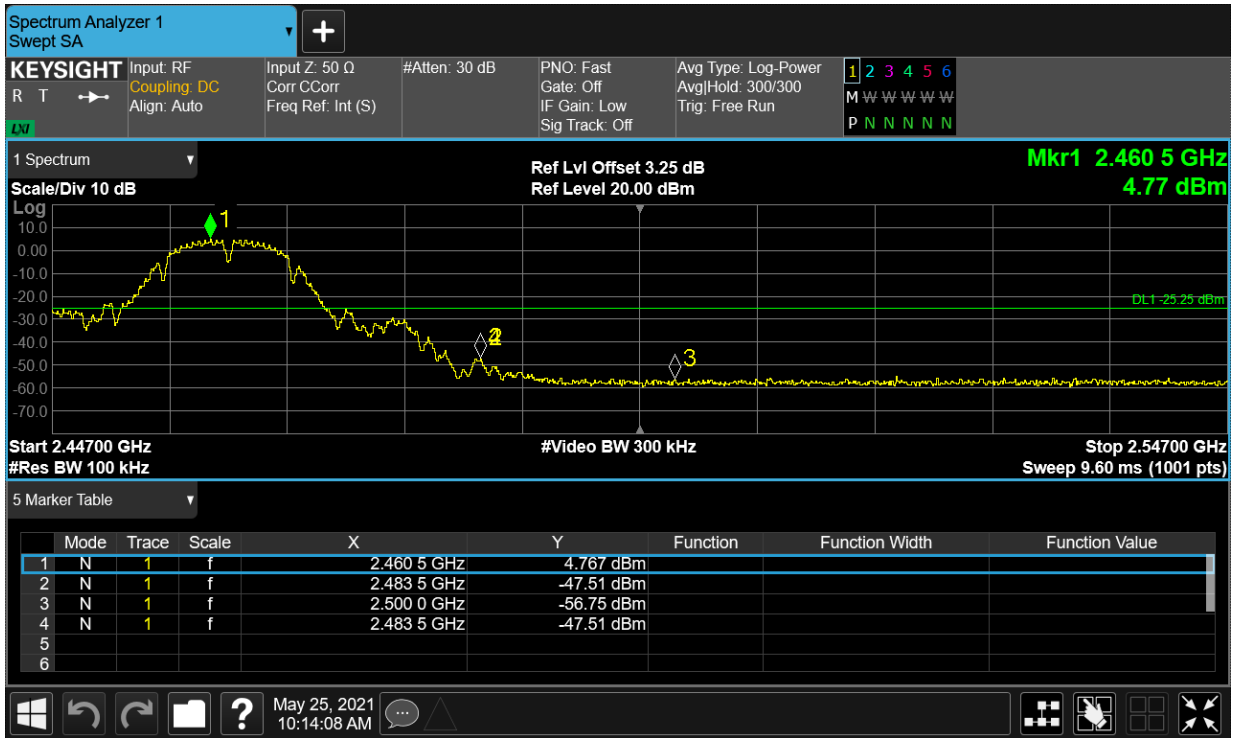 Spectrum Analyzer 1
Swept SA
KEYSIGHT
R T
LXI
Input: RF
Coupling: DC
Align: Auto
Input Z: 50 Ω
Corr CCorr
Freq Ref: Int (S)
#Atten: 30 dB
PNO: Fast
Gate: Off
IF Gain: Low
Sig Track: Off
Avg Type: Log-Power
Avg|Hold: 300/300
Trig: Free Run
1 2 3 4 5 6
M W W W W W
P N N N N N
1 Spectrum
Scale/Div 10 dB
Ref Lvl Offset 3.25 dB
Ref Level 20.00 dBm
Mkr1 2.460 5 GHz
4.77 dBm
Log
10.0
0.00
-10.0
-20.0
-30.0
-40.0
-50.0
-60.0
-70.0
1
3
DL1 -25.25 dBm
Start 2.44700 GHz
#Res BW 100 kHz
#Video BW 300 kHz
Stop 2.54700 GHz
Sweep 9.60 ms (1001 pts)
5 Marker Table
Mode Trace Scale X Y Function Function Width Function Value
1 N 1 f 2.460 5 GHz 4.767 dBm
2 N 1 f 2.483 5 GHz -47.51 dBm
3 N 1 f 2.500 0 GHz -56.75 dBm
4 N 1 f 2.483 5 GHz -47.51 dBm
5
6
?
May 25, 2021
10:14:08 AM